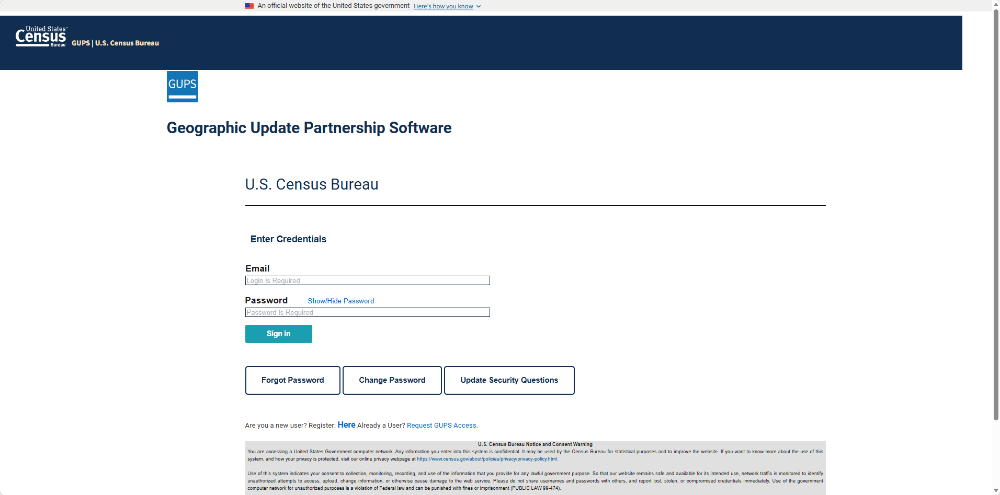 An official website of the United States government Here's how you know
United States™
Census
Bureau
GUPS | U.S. Census Bureau
GUPS
Geographic Update Partnership Software
U.S. Census Bureau
Enter Credentials
Email
Login Is Required
Password Show/Hide Password
Password Is Required
Sign in
Forgot Password Change Password Update Security Questions
Are you a new user? Register: Here Already a User? Request GUPS Access.
U.S. Census Bureau Notice and Consent Warning
You are accessing a United States Government computer network. Any information you enter into this system is confidential. It may be used by the Census Bureau for statistical purposes and to improve the website. If you want to know more about the use of this
system, and how your privacy is protected, visit our online privacy webpage at https://www.census.gov/about/policies/privacy/privacy-policy.html.
Use of this system indicates your consent to collection, monitoring, recording, and use of the information that you provide for any lawful government purpose. So that our website remains safe and available for its intended use, network traffic is monitored to identify
unauthorized attempts to access, upload, change information, or otherwise cause damage to the web service. Please do not share usernames and passwords with others, and report lost, stolen, or compromised credentials immediately. Use of the government
computer network for unauthorized purposes is a violation of Federal law and can be punished with fines or imprisonment (PUBLIC LAW 99-474).